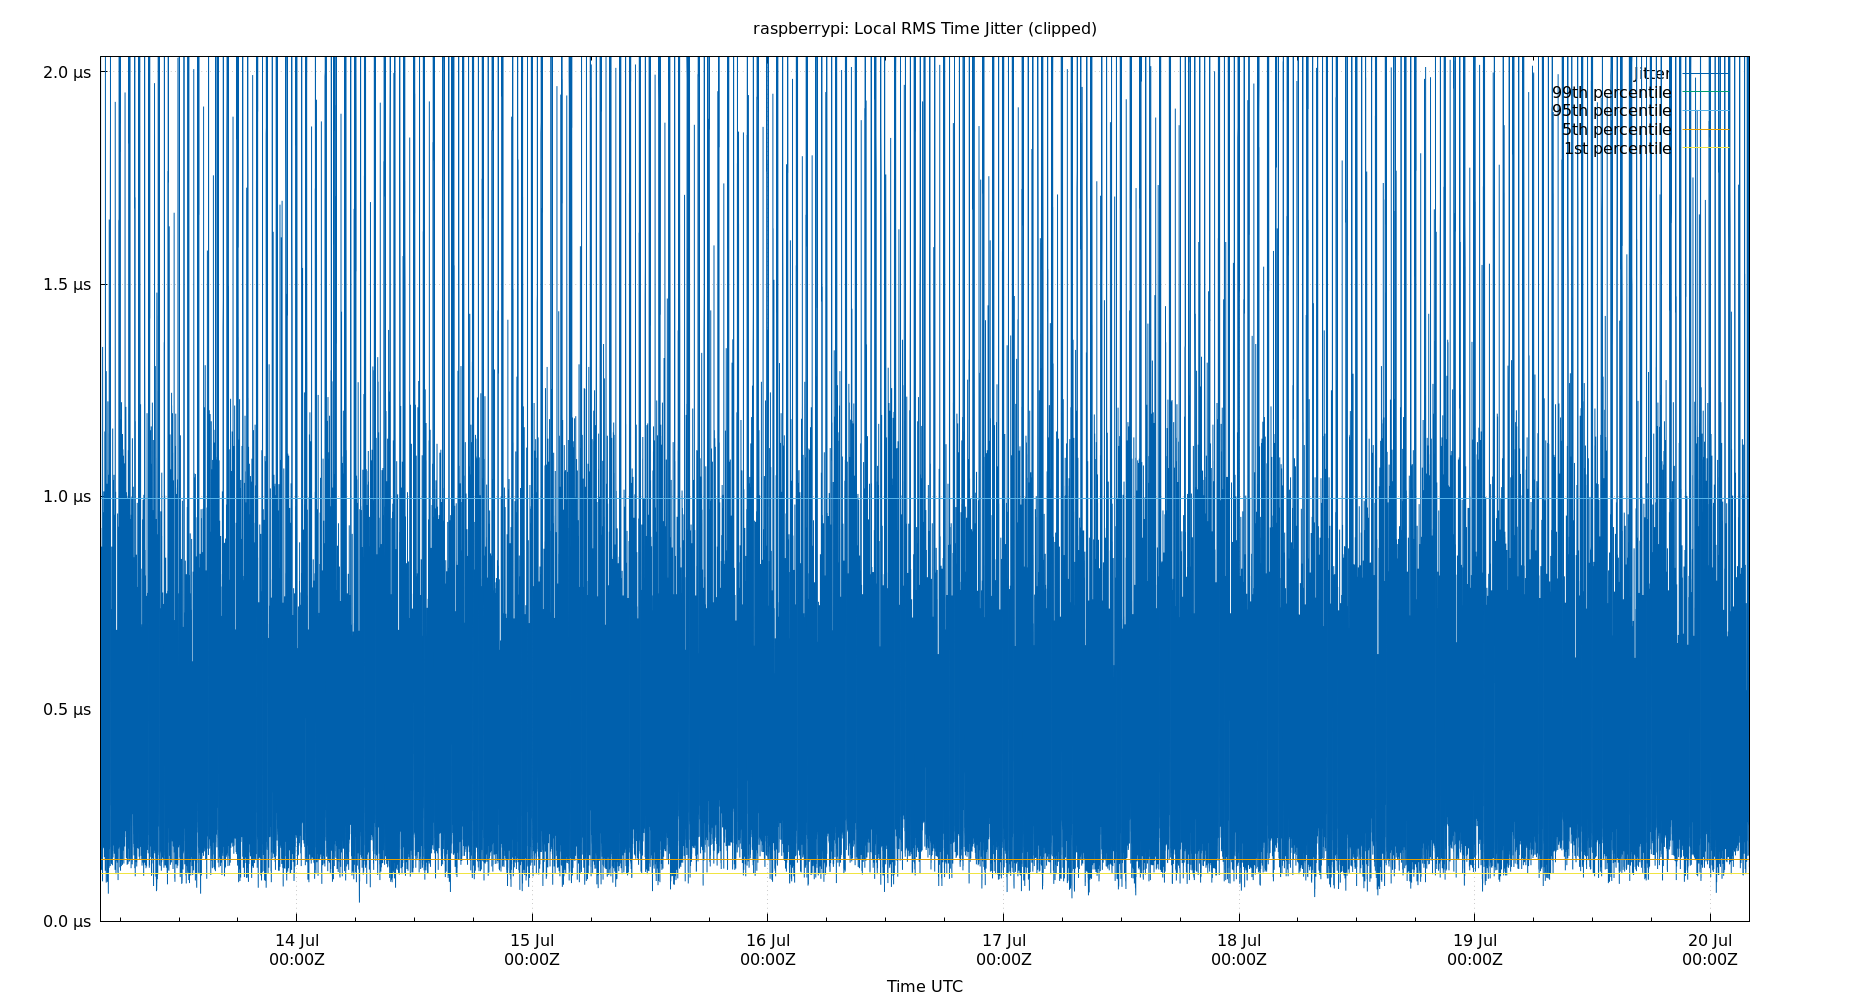 raspberrypi: Local RMS Time Jitter (clipped)
2.0 µs
1.5 µs
1.0 µs
0.5 µs
0.0 µs
jitter
99th percentile
95th percentile
5th percentile
1st percentile
14 Jul 15 Jul 16 Jul 17 Jul 18 Jul 19 Jul 20 Jul
00:00Z 00:00Z 00:00Z 00:00Z 00:00Z 00:00Z 00:00Z
Time UTC